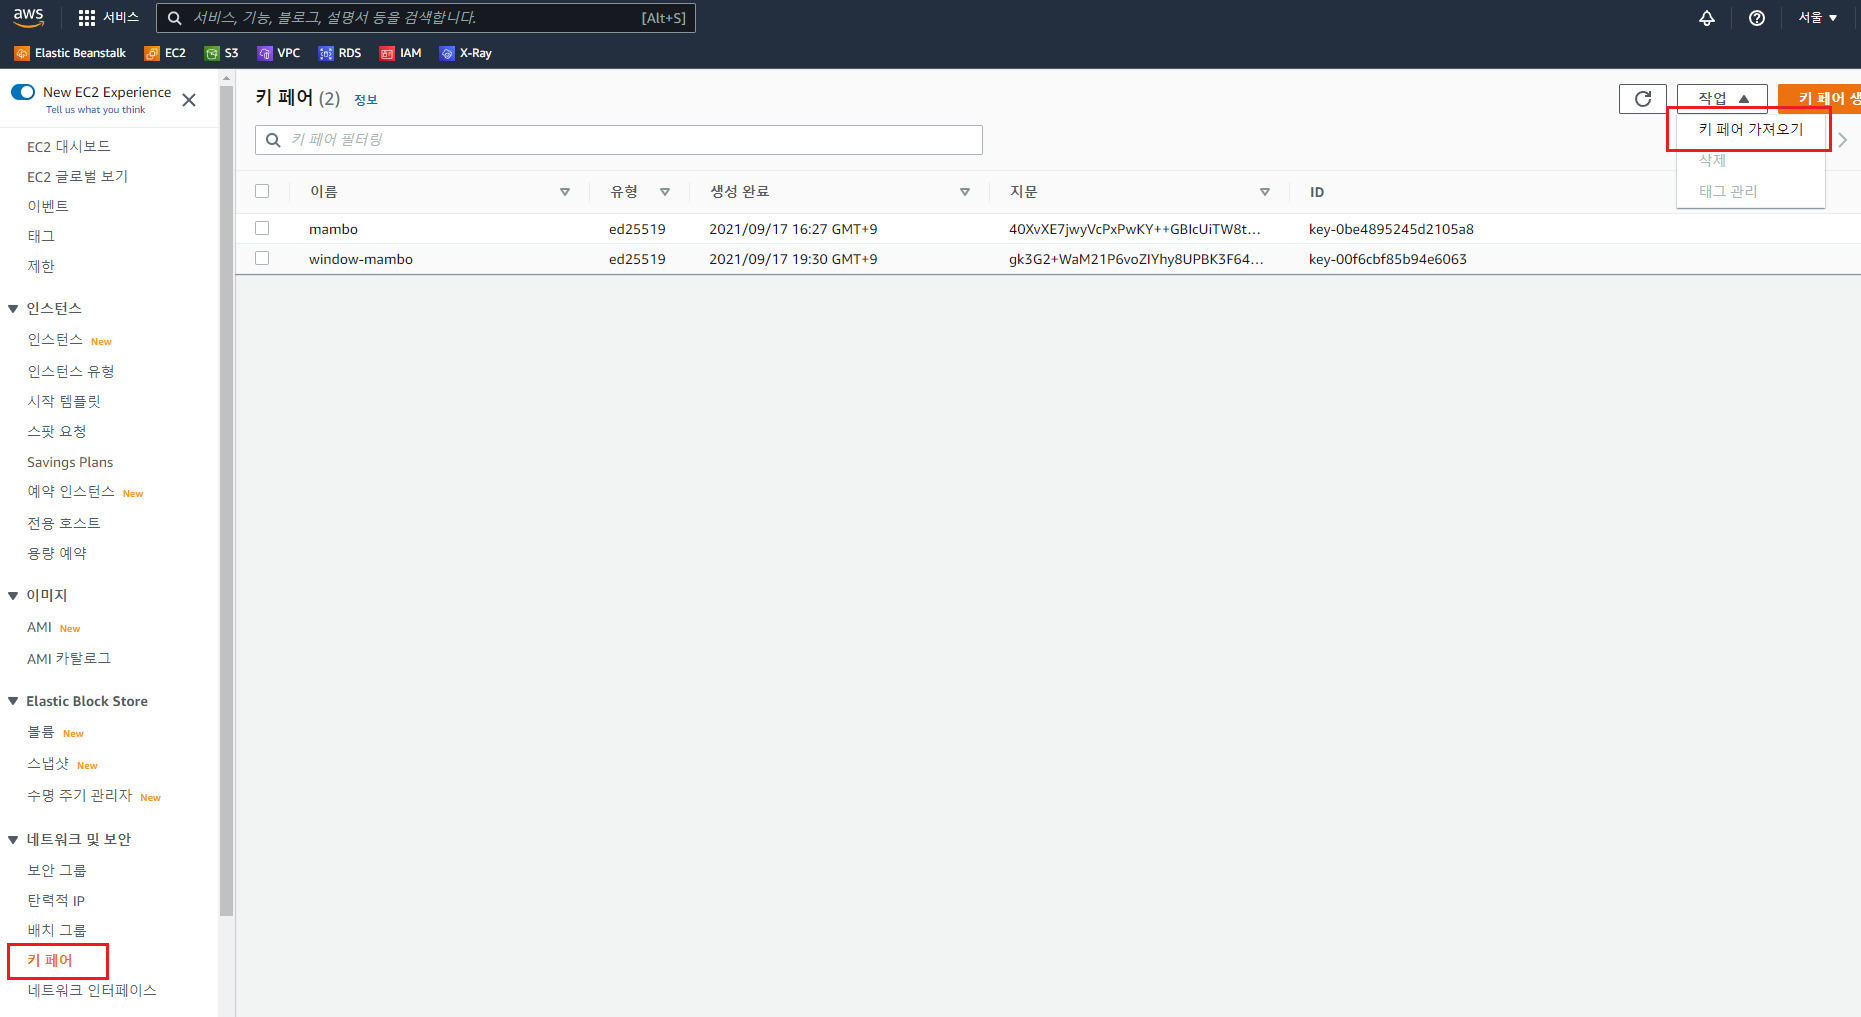 aws
서비스
서비스, 기능, 블로그, 설명서 등을 검색합니다.
[Alt+S]
서울
Elastic Beanstalk
EC2
S3
VPC
RDS
IAM
X-Ray
New EC2 Experience
Tell us what you think
EC2 대시보드
EC2 글로벌 보기
이벤트
태그
제한
인스턴스
인스턴스 New
인스턴스 유형
시작 템플릿
스팟 요청
Savings Plans
예약 인스턴스 New
전용 호스트
용량 예약
이미지
AMI New
AMI 카탈로그
Elastic Block Store
볼륨 New
스냅샷 New
수명 주기 관리자 New
네트워크 및 보안
보안 그룹
탄력적 IP
배치 그룹
키 페어
네트워크 인터페이스
키 페어 (2) 정보
작업
키 페어 생
키 페어 가져오기
삭제
태그 관리
키 페어 필터링
이름 유형 생성 완료 지문 ID
mambo ed25519 2021/09/17 16:27 GMT+9 40XvXE7jwyVcPxPwKY++GBIcUiTW8t... key-0be4895245d2105a8
window-mambo ed25519 2021/09/17 19:30 GMT+9 gk3G2+WaM21P6voZIYhy8UPBK3F64... key-00f6cbf85b94e6063